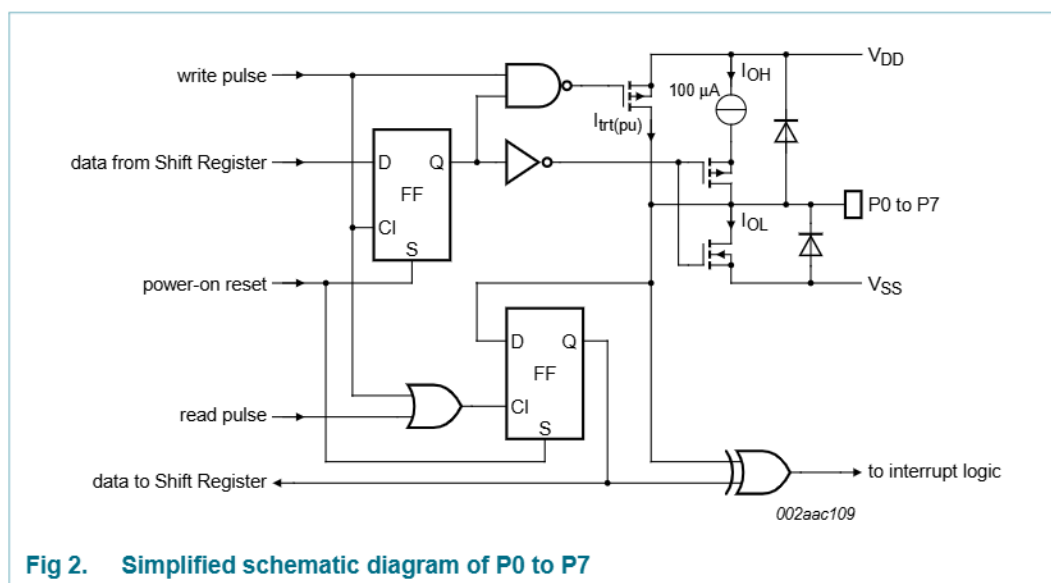 write pulse
data from Shift Register
power-on reset
read pulse
data to Shift Register
D Q
FF
CI
S
D Q
FF
CI
S
100 μA
IOH
Itrt(pu)
IOL
VDD
P0 to P7
VSS
to interrupt logic
002aac109
Fig 2. Simplified schematic diagram of P0 to P7